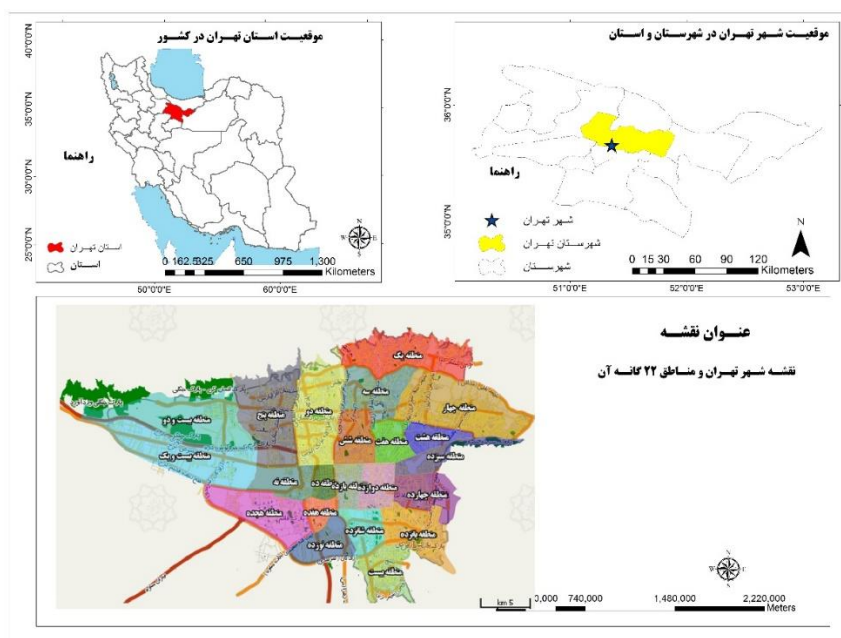 موقعیت استان تهران در کشور
40°0'0"N
35°0'0"N
30°0'0"N
25°0'0"N
راهنما
استان تهران
استان
N
W E
S
0 162.5 325 650 975 1,300
Kilometers
50°0'0"E 60°0'0"E
موقعیت شهر تهران در شهرستان و استان
36°0'0"N
35°0'0"N
راهنما
شهر تهران
شهرستان تهران
شهرستان
N
0 15 30 60 90 120
Kilometers
51°0'0"E 52°0'0"E 53°0'0"E
عنوان نقشه
نقشه شهر تهران و مناطق ۲۲ گانه آن
منطقه یک
منطقه سه
منطقه چهار
منطقه دو
منطقه پنج
منطقه بیست و دو
منطقه هشت
منطقه هفت
منطقه شش
منطقه سیزده
منطقه بیست و یک
منطقه نه
منطقه ده
منطقه یازده
منطقه دوازده
منطقه چهارده
منطقه هجده
منطقه هفده
منطقه شانزده
منطقه پانزده
منطقه نوزده
منطقه بیست
N
W E
S
km 5
0,000 740,000 1,480,000 2,220,000
Meters